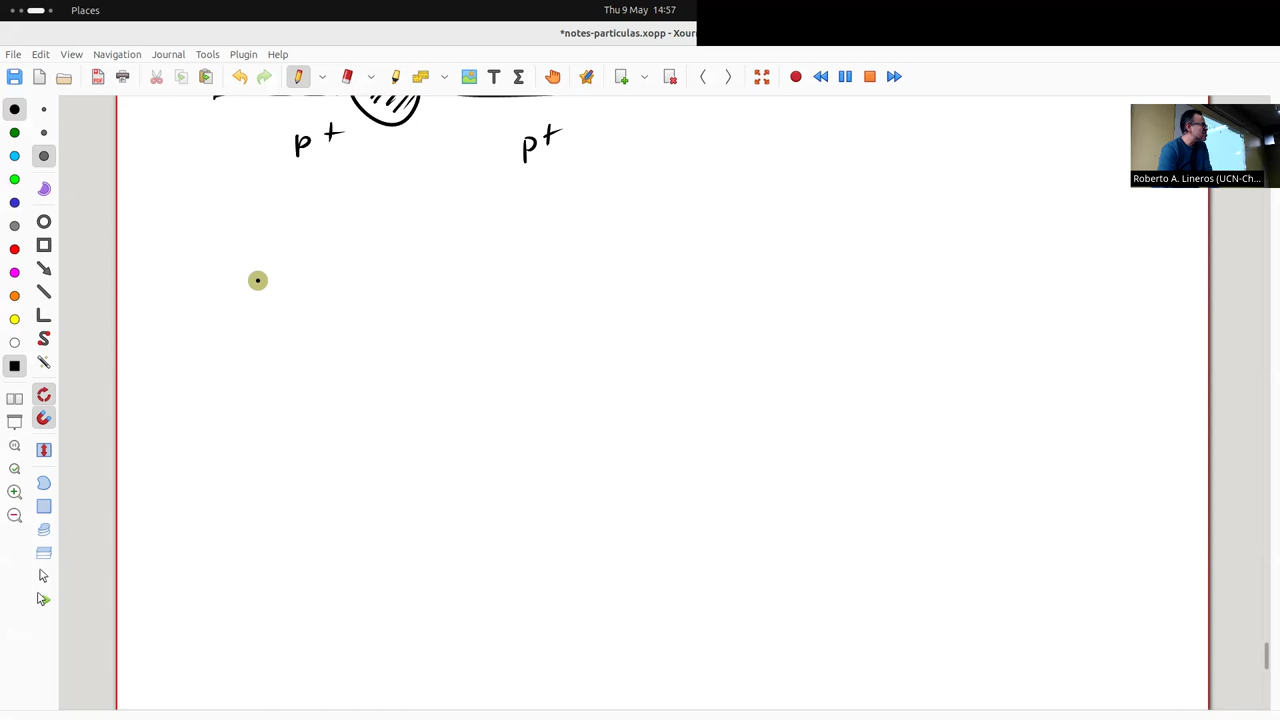 Places
Thu 9 May 14:57
*notes-particulas.xopp - Xour
File Edit View Navigation Journal Tools Plugin Help
p+ p+
Roberto A. Lineros (UCN-Ch...